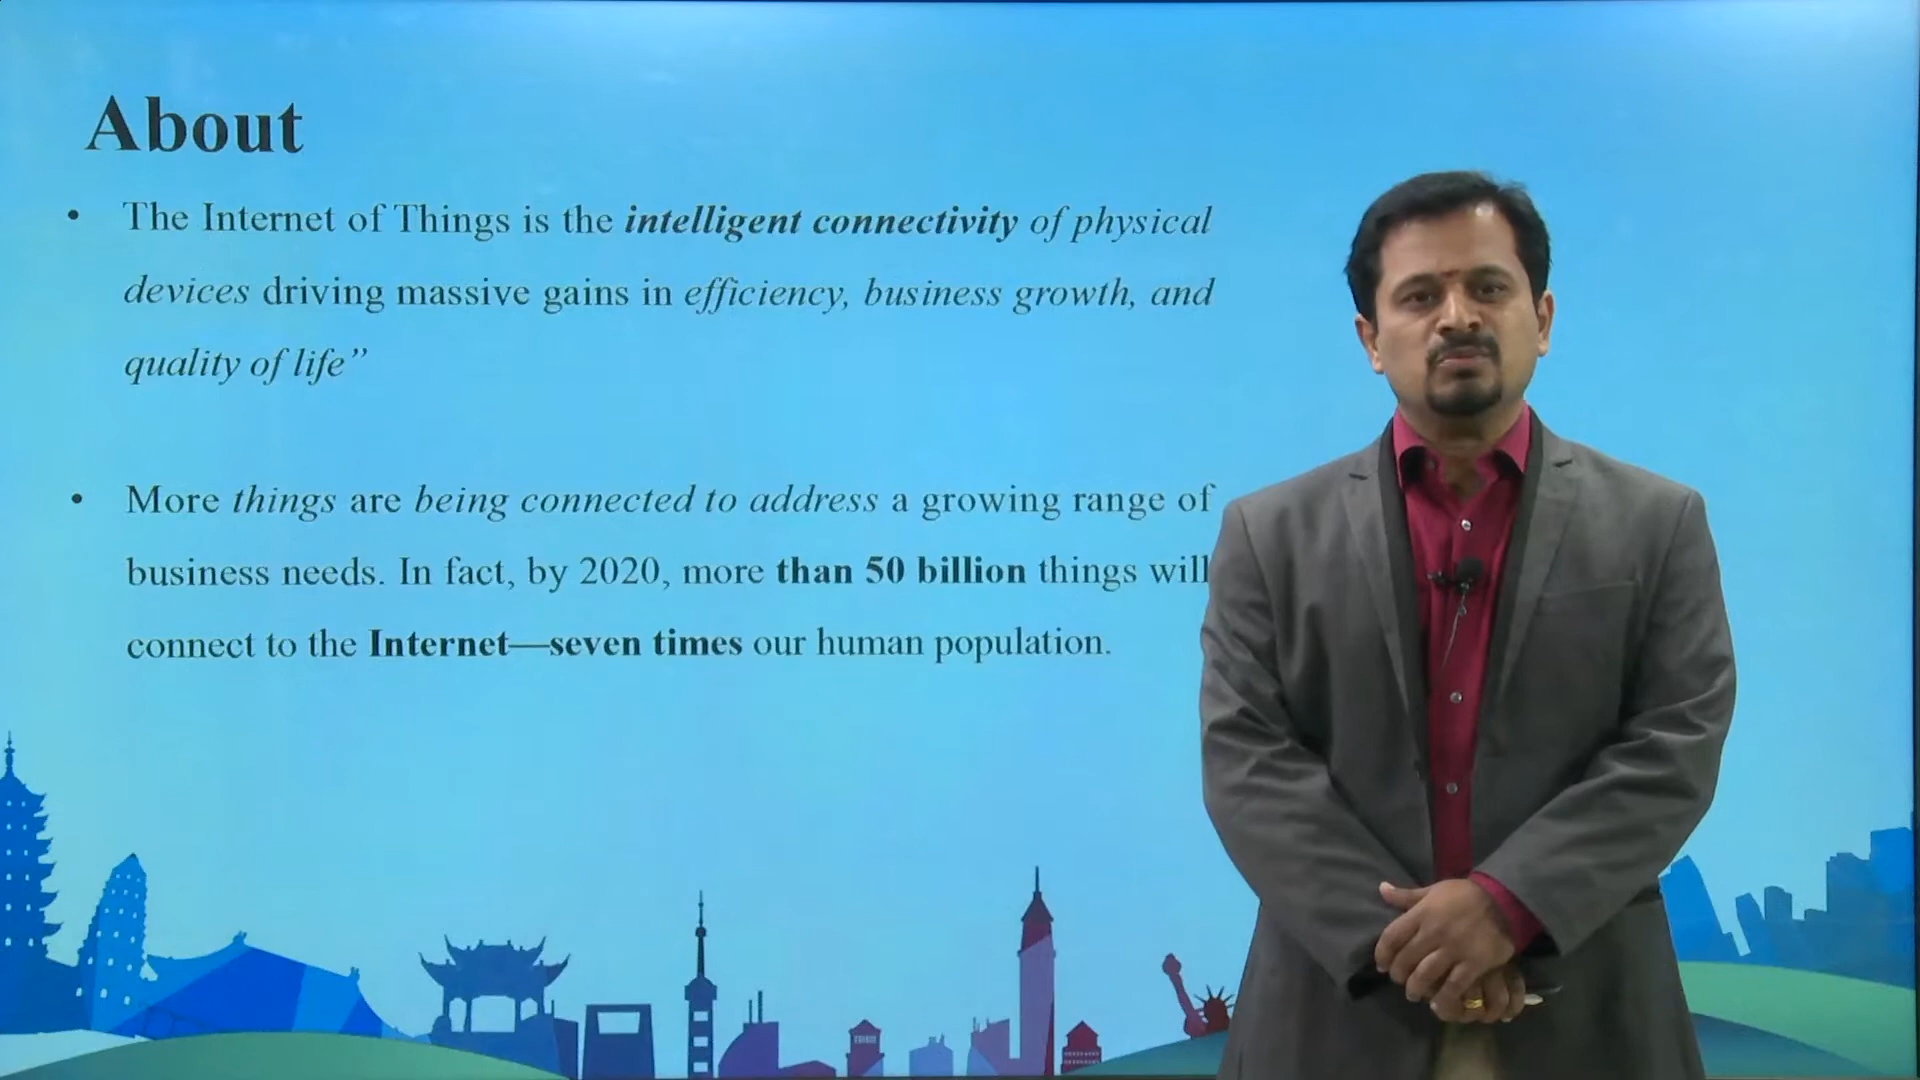 About
• The Internet of Things is the intelligent connectivity of physical
devices driving massive gains in efficiency, business growth, and
quality of life”
• More things are being connected to address a growing range of
business needs. In fact, by 2020, more than 50 billion things will
connect to the Internet—seven times our human population.